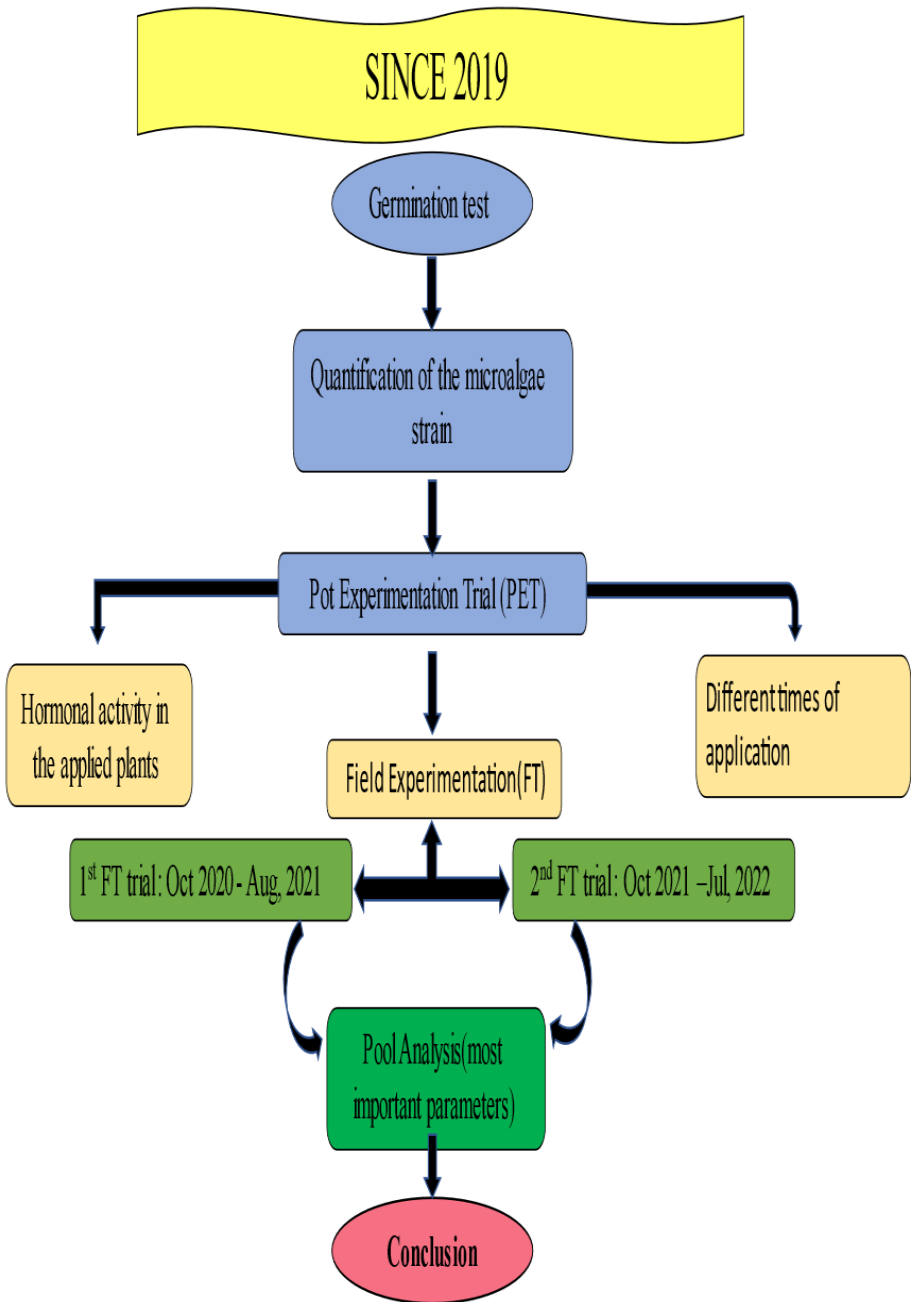 SINCE 2019
Germination test
Quantification of the microalgae
strain
Pot Experimentation Trial (PET)
Hormonal activity in
the applied plants
Different times of
application
Field Experimentation(FT)
1st FT trial: Oct 2020 - Aug, 2021
2nd FT trial: Oct 2021 –Jul, 2022
Pool Analysis(most
important parameters)
Conclusion